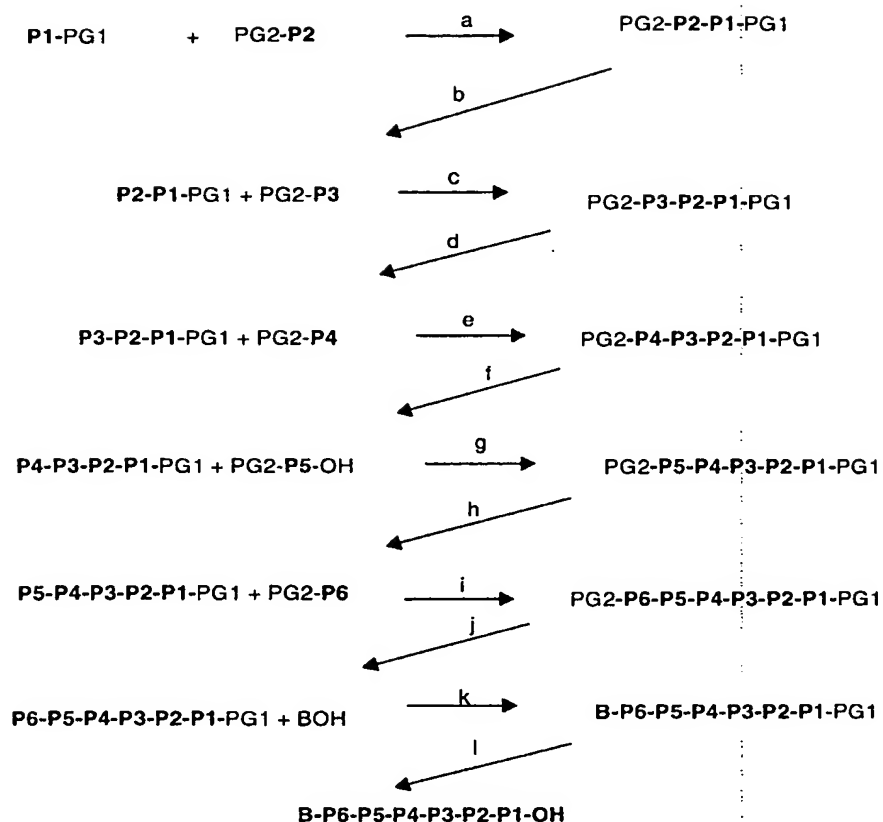 P1-PG1 + PG2-P2 a PG2-P2-P1-PG1
b
P2-P1-PG1 + PG2-P3 c PG2-P3-P2-P1-PG1
d
P3-P2-P1-PG1 + PG2-P4 e PG2-P4-P3-P2-P1-PG1
f
P4-P3-P2-P1-PG1 + PG2-P5-OH g PG2-P5-P4-P3-P2-P1-PG1
h
P5-P4-P3-P2-P1-PG1 + PG2-P6 i PG2-P6-P5-P4-P3-P2-P1-PG1
j
P6-P5-P4-P3-P2-P1-PG1 + BOH k B-P6-P5-P4-P3-P2-P1-PG1
l
B-P6-P5-P4-P3-P2-P1-OH